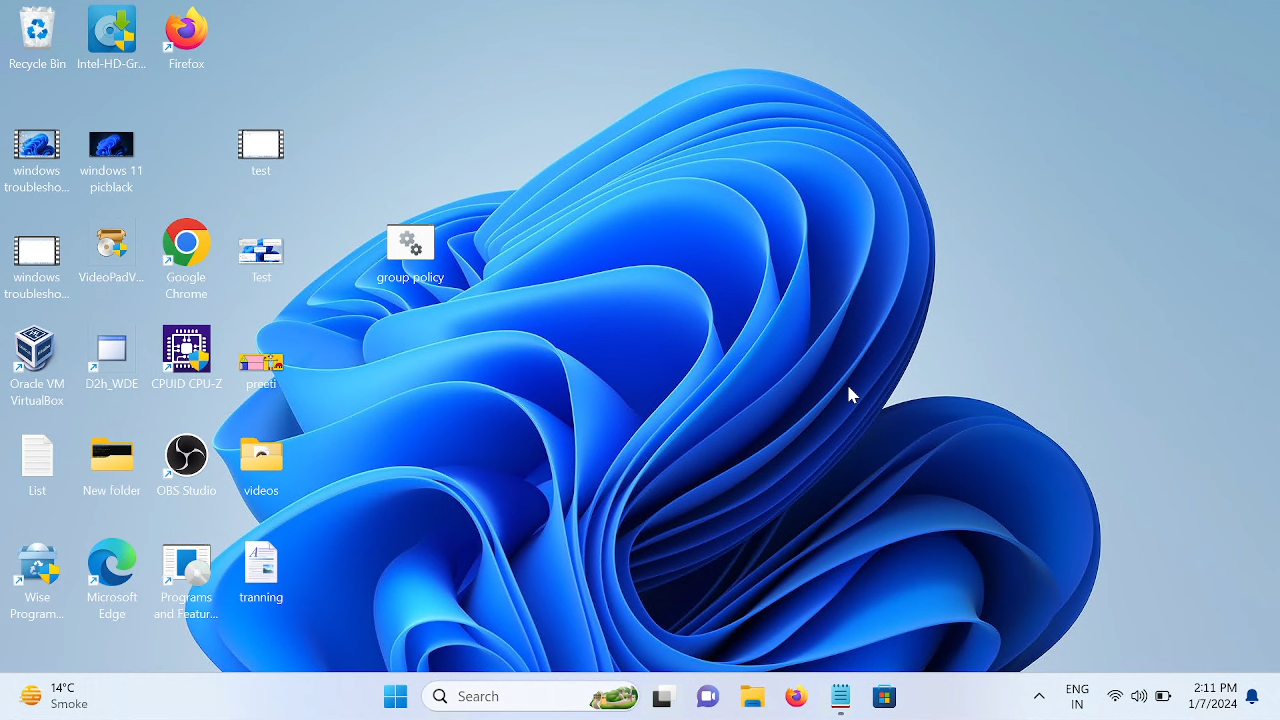 Recycle Bin
Intel-HD-Gr...
Firefox
windows
troublesho...
windows 11
picblack
test
windows
troublesho...
VideoPadV...
Google
Chrome
Test
group policy
Oracle VM
VirtualBox
D2h_WDE
CPUID CPU-Z
preeti
List
New folder
OBS Studio
videos
Wise
Program...
Microsoft
Edge
Programs
and Featur...
tranning
14°C
Smoke
Search
ENG
IN
2:11 PM
1/7/2024